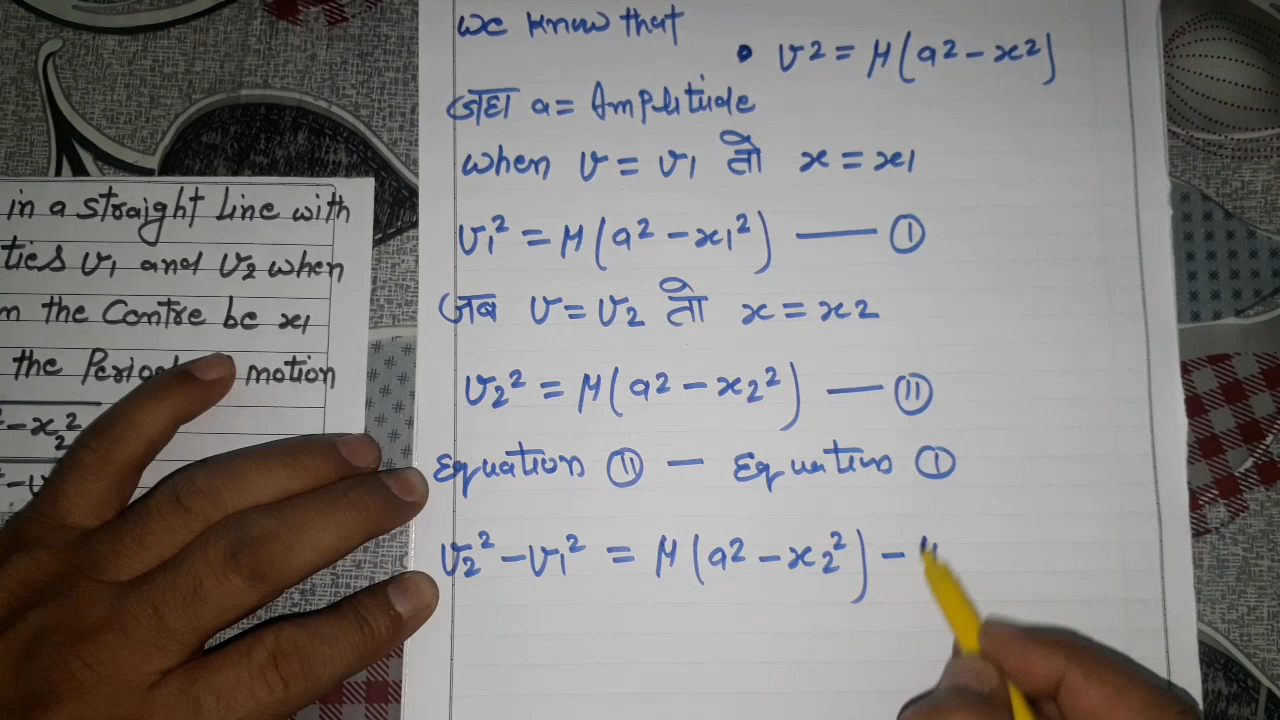 we know that
• v2 = μ(a2 - x2)
जहा a = Amplitude
when v = v1 तो x = x1
v₁² = μ(a² - x₁²) —— ①
जब v = v2 तो x = x2
v₂² = μ(a² - x₂²) — ⑪
Equation ⑪ — Equation ①
v₂² - v₁² = μ(a² - x₂²) -
in a straight line with
ties v1 and v2 when
the Centre be x1
the motion
- x₂²